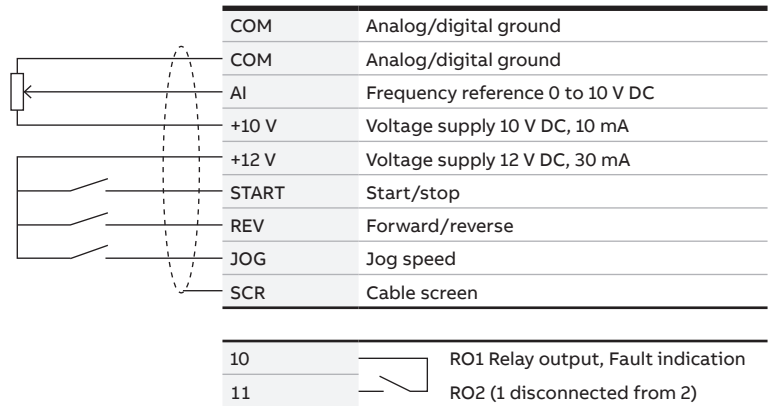 COM Analog/digital ground
COM Analog/digital ground
AI Frequency reference 0 to 10 V DC
+10 V Voltage supply 10 V DC, 10 mA
+12 V Voltage supply 12 V DC, 30 mA
START Start/stop
REV Forward/reverse
JOG Jog speed
SCR Cable screen
10 RO1 Relay output, Fault indication
11 RO2 (1 disconnected from 2)